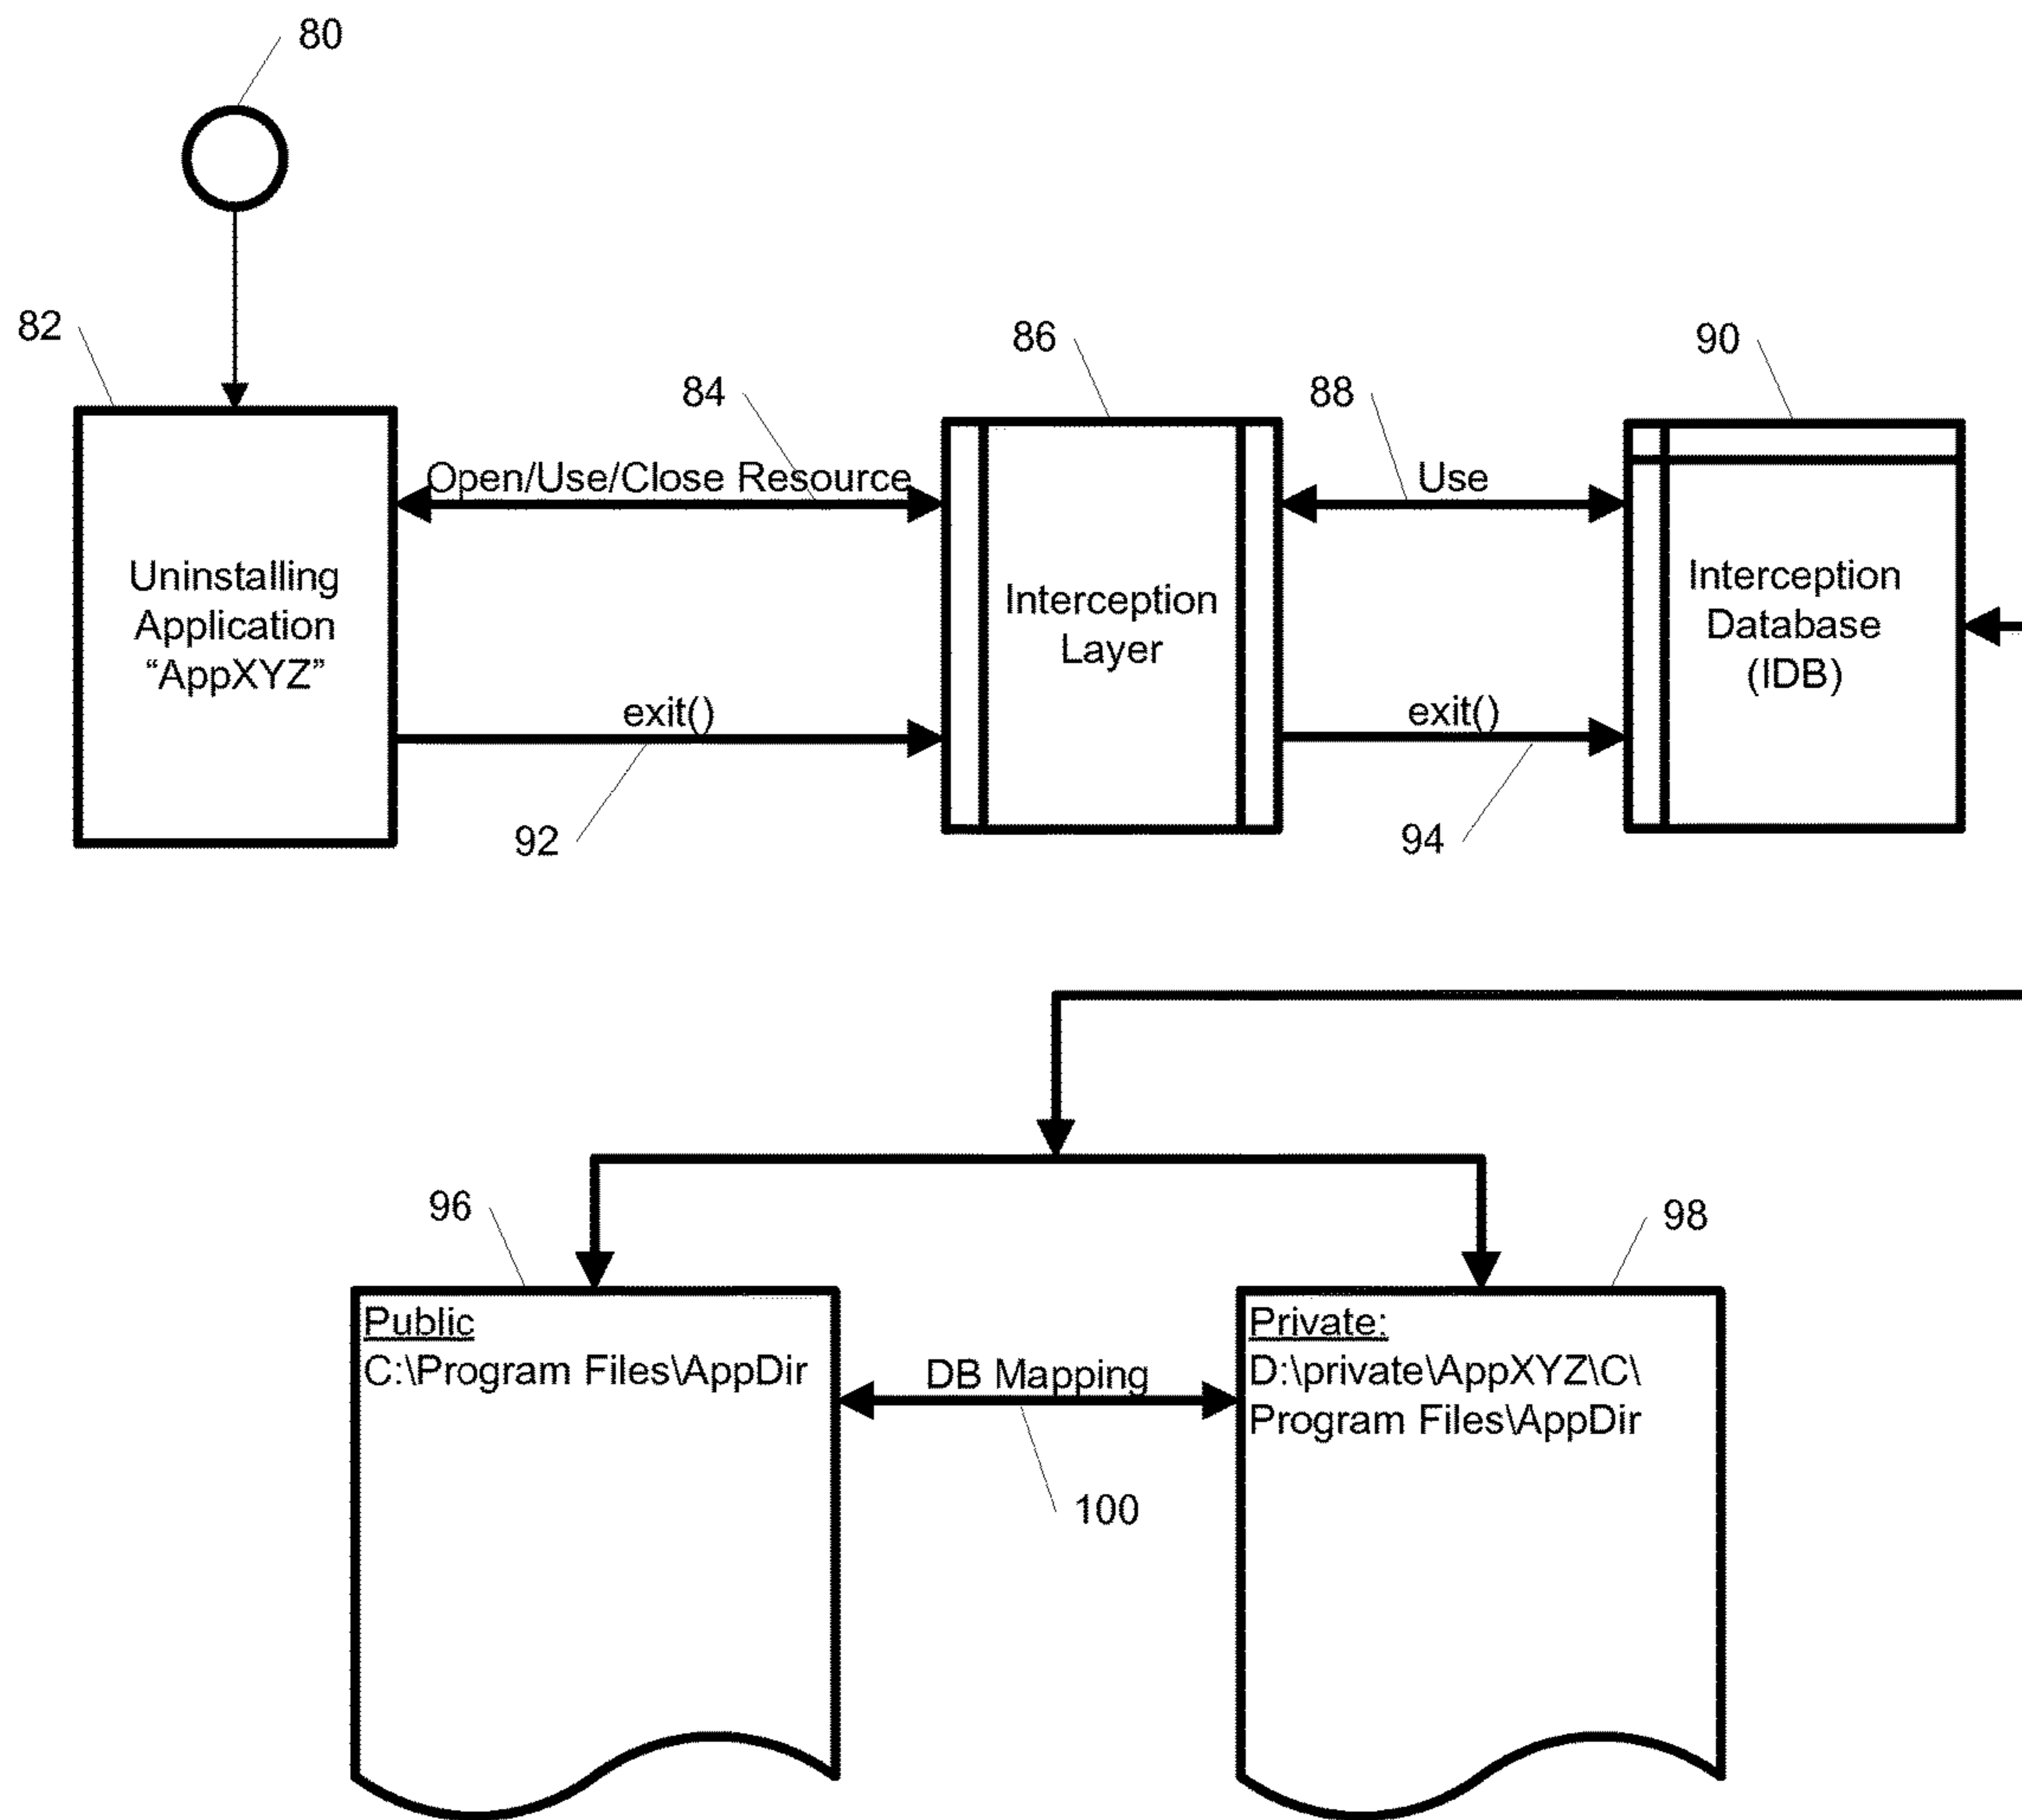 80
82
86
90
84
88
Open/Use/Close Resource
Use
Uninstalling
Application
“AppXYZ”
Interception
Layer
Interception
Database
(IDB)
exit()
exit()
92
94
96
98
Public
C:\Program Files\AppDir
DB Mapping
Private:
D:\private\AppXYZ\C\
Program Files\AppDir
100